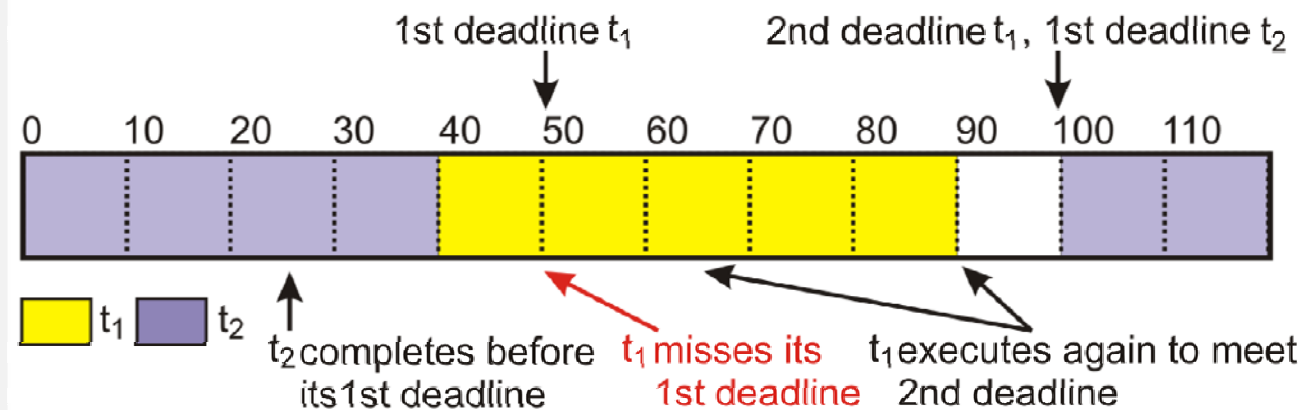 1st deadline t₁
2nd deadline t₁, 1st deadline t₂
0 10 20 30 40 50 60 70 80 90 100 110
t₁ t₂
t₂ completes before
its 1st deadline
t₁ misses its
1st deadline
t₁ executes again to meet
2nd deadline